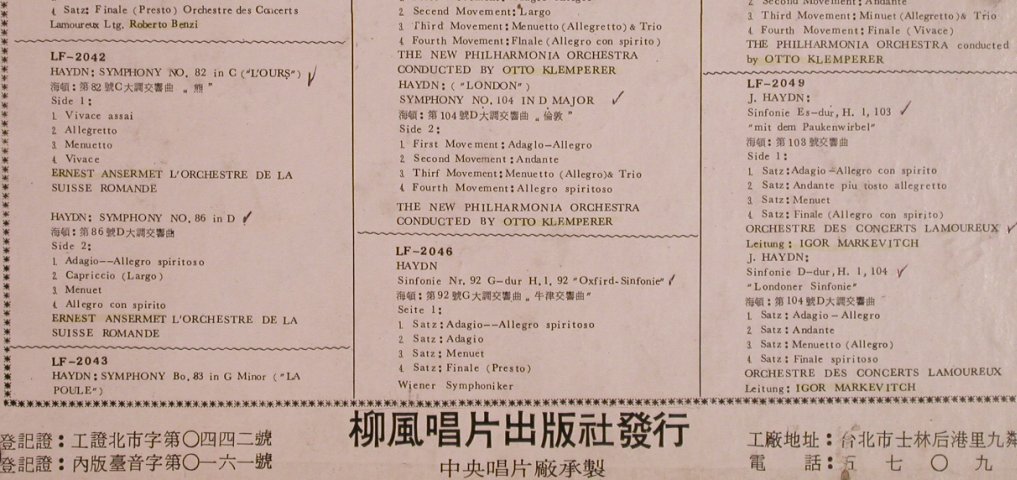 4. Satz: Finale (Presto) Orchestre des Concerts
Lamoureux Ltg. Roberto Benzi
LF-2042
HAYDN: SYMPHONY NO. 82 in C ("L'OURS")
海頓：第82號C大調交響曲 „熊"
Side 1:
1. Vivace assai
2. Allegretto
3. Menuetto
4. Vivace
ERNEST ANSERMET L'ORCHESTRE DE LA
SUISSE ROMANDE
HAYDN: SYMPHONY NO. 86 in D
海頓：第86號D大調交響曲
Side 2:
1. Adagio--Allegro spiritoso
2. Capriccio (Largo)
3. Menuet
4. Allegro con spirito
ERNEST ANSERMET L'ORCHESTRE DE LA
SUISSE ROMANDE
LF-2043
HAYDN: SYMPHONY Bo. 83 in G Minor ("LA
POULE")
2. Second Movement: Largo
3. Third Movement: Menuetto (Allegretto) & Trio
4. Fourth Movement: Finale (Allegro con spirito)
THE NEW PHILHARMONIA ORCHESTRA
CONDUCTED BY OTTO KLEMPERER
HAYDN: ("LONDON")
SYMPHONY NO. 104 IN D MAJOR
海頓：第104號D大調交響曲 „倫敦"
Side 2:
1. First Movement: Adaglo-Allegro
2. Second Movement: Andante
3. Thirf Movement: Menuetto (Allegro) & Trio
4. Fourth Movement: Allegro spiritoso
THE NEW PHILHARMONIA ORCHESTRA
CONDUCTED BY OTTO KLEMPERER
LF-2046
HAYDN
Sinfonie Nr. 92 G-dur H.1. 92 "Oxfird-Sinfonie"
海頓：第92號G大調交響曲 „牛津交響曲"
Seite 1:
1. Satz: Adagio--Allegro spiritoso
2. Satz: Adagio
3. Satz: Menuet
4. Satz: Finale (Presto)
Wiener Symphoniker
2. Second Movement: Andante
3. Third Movement: Minuet (Allegretto) & Trio
4. Fourth Movement: Finale (Vivace)
THE PHILHARMONIA ORCHESTRA conducted
by OTTO KLEMPERER
LF-2049
J. HAYDN:
Sinfonie Es-dur, H. 1, 103
"mit dem Paukenwirbel"
海頓：第103號交響曲
Side 1:
1. Satz: Adagio-Allegro con spirito
2. Satz: Andante piu tosto allegretto
3. Satz: Menuet
4. Satz: Finale (Allegro con spirito)
ORCHESTRE DES CONCERTS LAMOUREUX
Leitung: IGOR MARKEVITCH
J. HAYDN:
Sinfonie D-dur, H. 1, 104
"Londoner Sinfonie"
海頓：第104號D大調交響曲
1. Satz: Adagio-Allegro
2. Satz: Andante
3. Satz: Menuetto (Allegro)
4. Satz: Finale spiritoso
ORCHESTRE DES CONCERTS LAMOUREUX
Leitung: IGOR MARKEVITCH
登記證：工證北市字第〇四四二號
登記證：內版臺音字第〇一六一號
柳風唱片出版社發行
中央唱片廠承製
工廠地址：台北市士林后港里九鄰
電話：五七〇九